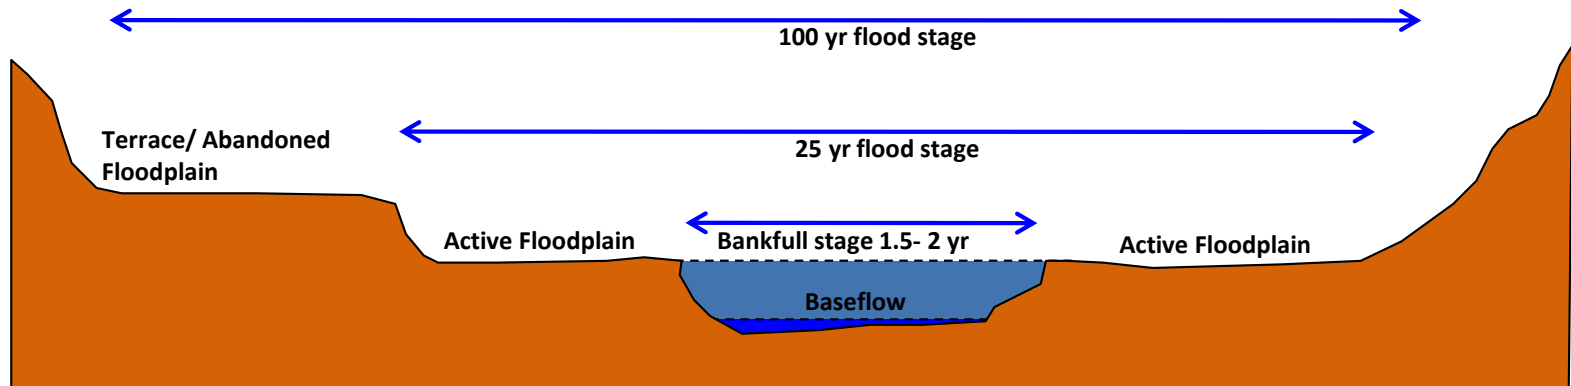 100 yr flood stage
Terrace/ Abandoned
Floodplain
25 yr flood stage
Active Floodplain
Bankfull stage 1.5- 2 yr
Active Floodplain
Baseflow